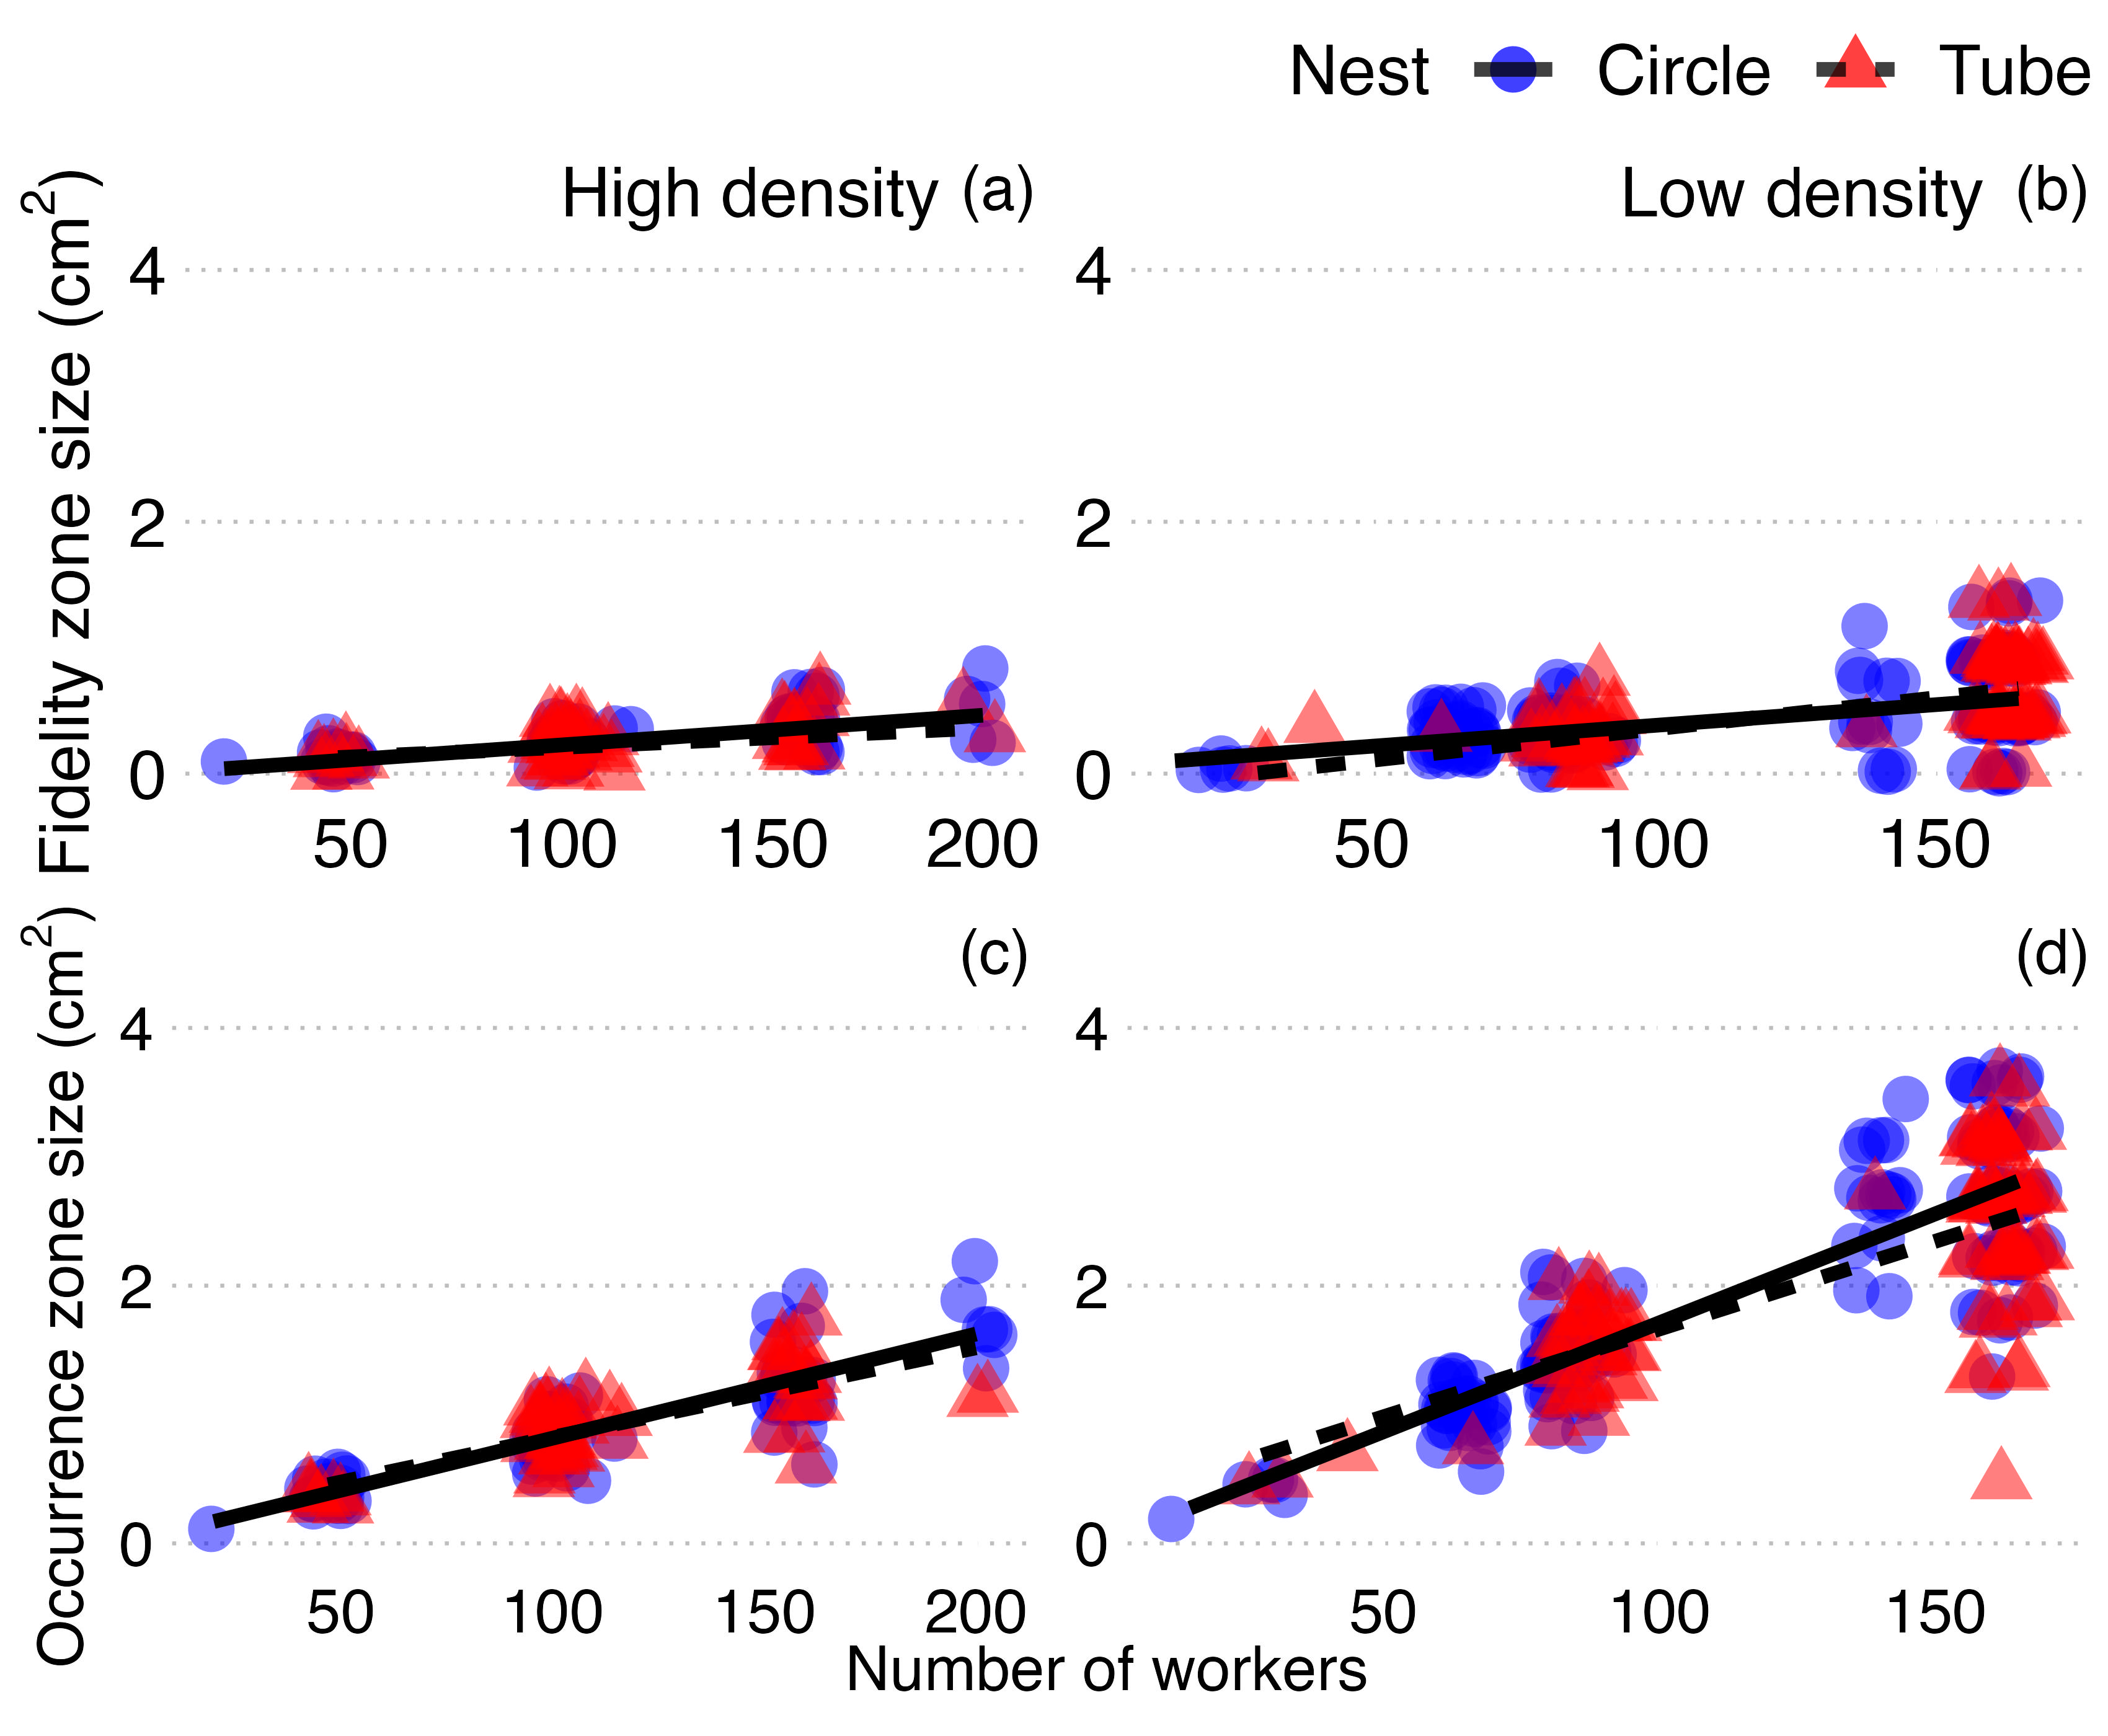 Nest Circle Tube
High density (a)
Low density (b)
Fidelity zone size (cm²)
4
2
0
50 100 150 200
4
2
0
50 100 150
(c)
(d)
Occurrence zone size (cm²)
4
2
0
50 100 150 200
4
2
0
50 100 150
Number of workers